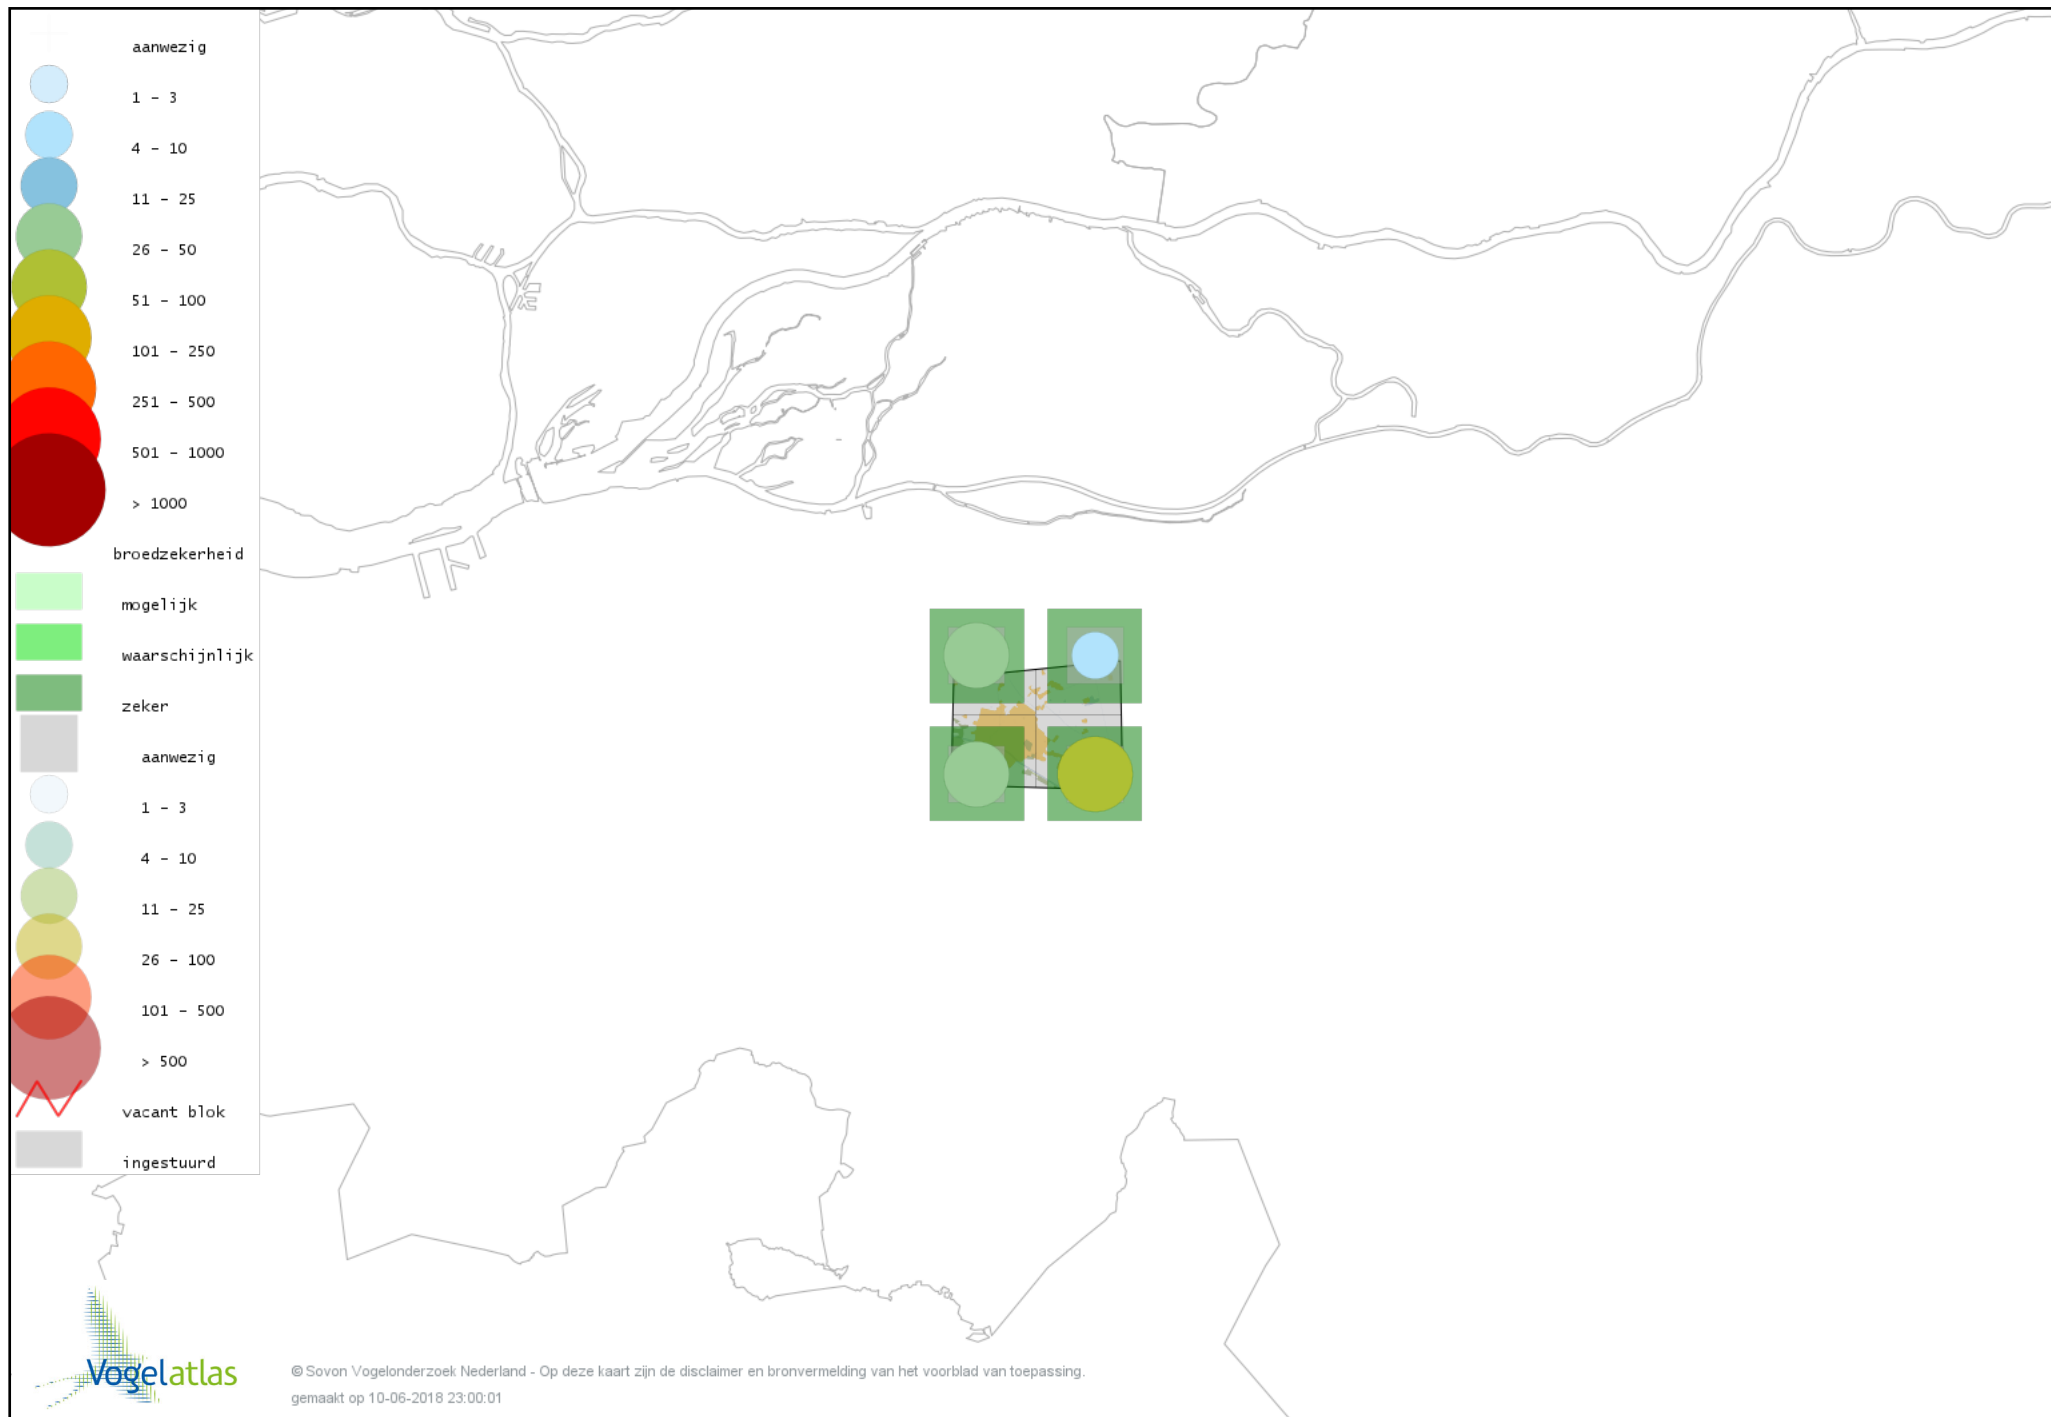 aanwezig
1 - 3
4 - 10
11 - 25
26 - 50
51 - 100
101 - 250
251 - 500
501 - 1000
> 1000
broedzekerheid
mogelijk
waarschijnlijk
zeker
aanwezig
1 - 3
4 - 10
11 - 25
26 - 100
101 - 500
> 500
vacant blok
ingestuurd
Vogelatlas
© Sovon Vogelonderzoek Nederland - Op deze kaart zijn de disclaimer en bronvermelding van het voorblad van toepassing.
gemaakt op 10-06-2018 23:00:01